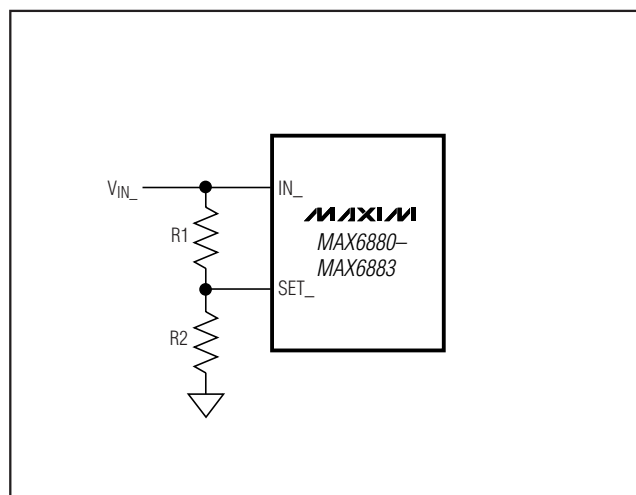 V_IN_
IN_
MAXIM
R1
MAX6880–
MAX6883
SET_
R2